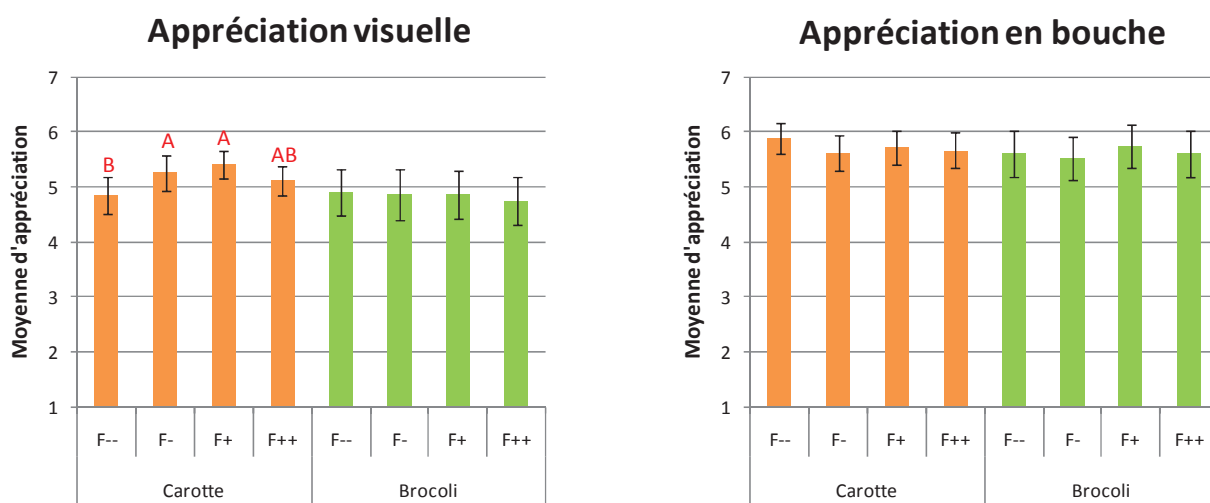 Appréciation visuelle
Moyenne d'appréciation
7
6
5
4
3
2
1
B
A
A
AB
F-- F- F+ F++ F-- F- F+ F++
Carotte Brocoli
Appréciation en bouche
Moyenne d'appréciation
7
6
5
4
3
2
1
F-- F- F+ F++ F-- F- F+ F++
Carotte Brocoli